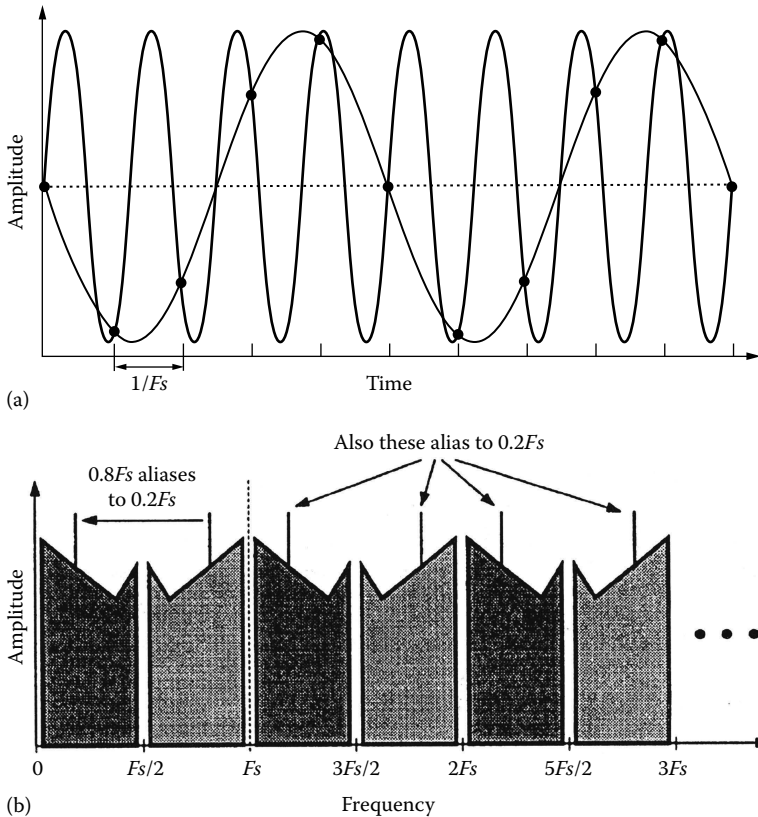 Amplitude
1/Fs
Time
(a)
Also these alias to 0.2Fs
0.8Fs aliases
to 0.2Fs
Amplitude
0
Fs/2
Fs
3Fs/2
2Fs
5Fs/2
3Fs
(b)
Frequency